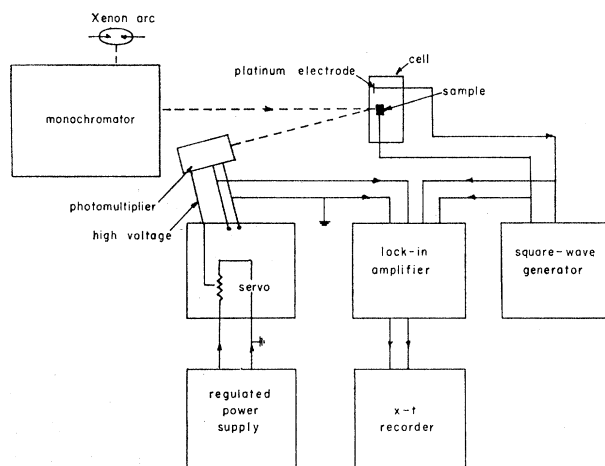 Xenon arc
cell
platinum electrode
sample
monochromator
photomultiplier
high voltage
servo
lock-in
amplifier
square-wave
generator
regulated
power
supply
x-t
recorder